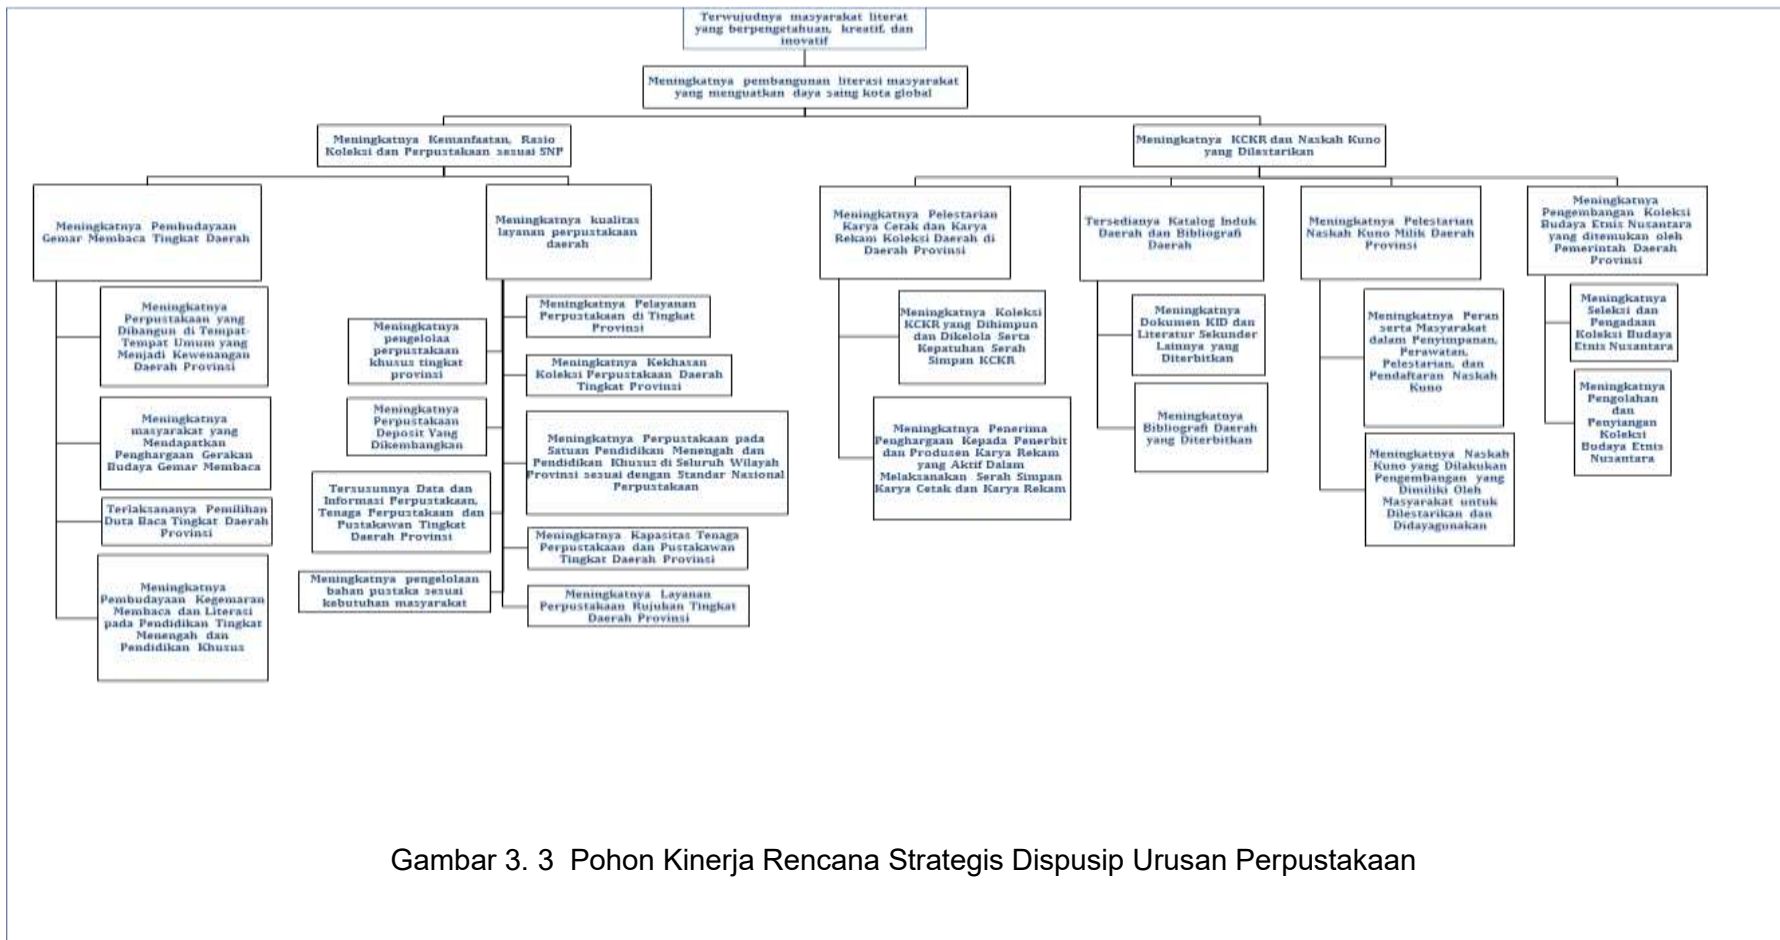 Terwujudnya masyarakat literat
yang berpengetahuan, kreatif, dan
inovatif
Meningkatnya pembangunan literasi masyarakat
yang menguatkan daya saing kota global
Meningkatnya Kemanfaatan, Rasio
Koleksi dan Perpustakaan sesuai SNP
Meningkatnya KCKR dan Naskah Kuno
yang Dilestarikan
Meningkatnya Pembudayaan
Gemar Membaca Tingkat Daerah
Meningkatnya kualitas
layanan perpustakaan
daerah
Meningkatnya Pelestarian
Karya Cetak dan Karya
Rekam Koleksi Daerah di
Daerah Provinsi
Tersedianya Katalog Induk
Daerah dan Bibliografi
Daerah
Meningkatnya Pelestarian
Naskah Kuno Milik Daerah
Provinsi
Meningkatnya
Pengembangan Koleksi
Budaya Etnis Nusantara
yang ditemukan oleh
Pemerintah Daerah
Provinsi
Meningkatnya
Perpustakaan yang
Dibangun di Tempat-
Tempat Umum yang
Menjadi Kewenangan
Daerah Provinsi
Meningkatnya
masyarakat yang
Mendapatkan
Penghargaan Gerakan
Budaya Gemar Membaca
Terlaksananya Pemilihan
Duta Baca Tingkat Daerah
Provinsi
Meningkatnya
Pembudayaan Kegemaran
Membaca dan Literasi
pada Pendidikan Tingkat
Menengah dan
Pendidikan Khusus
Meningkatnya
pengelolaa
perpustakaan
khusus tingkat
provinsi
Meningkatnya
Perpustakaan
Deposit Yang
Dikembangkan
Tersusunnya Data dan
Informasi Perpustakaan,
Tenaga Perpustakaan dan
Pustakawan Tingkat
Daerah Provinsi
Meningkatnya pengelolaan
bahan pustaka sesuai
kebutuhan masyarakat
Meningkatnya Pelayanan
Perpustakaan di Tingkat
Provinsi
Meningkatnya Kekhasan
Koleksi Perpustakaan Daerah
Tingkat Provinsi
Meningkatnya Perpustakaan pada
Satuan Pendidikan Menengah dan
Pendidikan Khusus di Seluruh Wilayah
Provinsi sesuai dengan Standar Nasional
Perpustakaan
Meningkatnya Kapasitas Tenaga
Perpustakaan dan Pustakawan
Tingkat Daerah Provinsi
Meningkatnya Layanan
Perpustakaan Rujukan Tingkat
Daerah Provinsi
Meningkatnya Koleksi
KCKR yang Dihimpun
dan Dikelola Serta
Kepatuhan Serah
Simpan KCKR
Meningkatnya Penerima
Penghargaan Kepada Penerbit
dan Produsen Karya Rekam
yang Aktif Dalam
Melaksanakan Serah Simpan
Karya Cetak dan Karya Rekam
Meningkatnya
Dokumen KID dan
Literatur Sekunder
Lainnya yang
Diterbitkan
Meningkatnya
Bibliografi Daerah
yang Diterbitkan
Meningkatnya Peran
serta Masyarakat
dalam Penyimpanan,
Perawatan,
Pelestarian, dan
Pendaftaran Naskah
Kuno
Meningkatnya Naskah
Kuno yang Dilakukan
Pengembangan yang
Dimiliki Oleh
Masyarakat untuk
Dilestarikan dan
Didayagunakan
Meningkatnya
Seleksi dan
Pengadaan
Koleksi Budaya
Etnis Nusantara
Meningkatnya
Pengolahan
dan
Penyiangan
Koleksi
Budaya Etnis
Nusantara
Gambar 3. 3 Pohon Kinerja Rencana Strategis Dispusip Urusan Perpustakaan